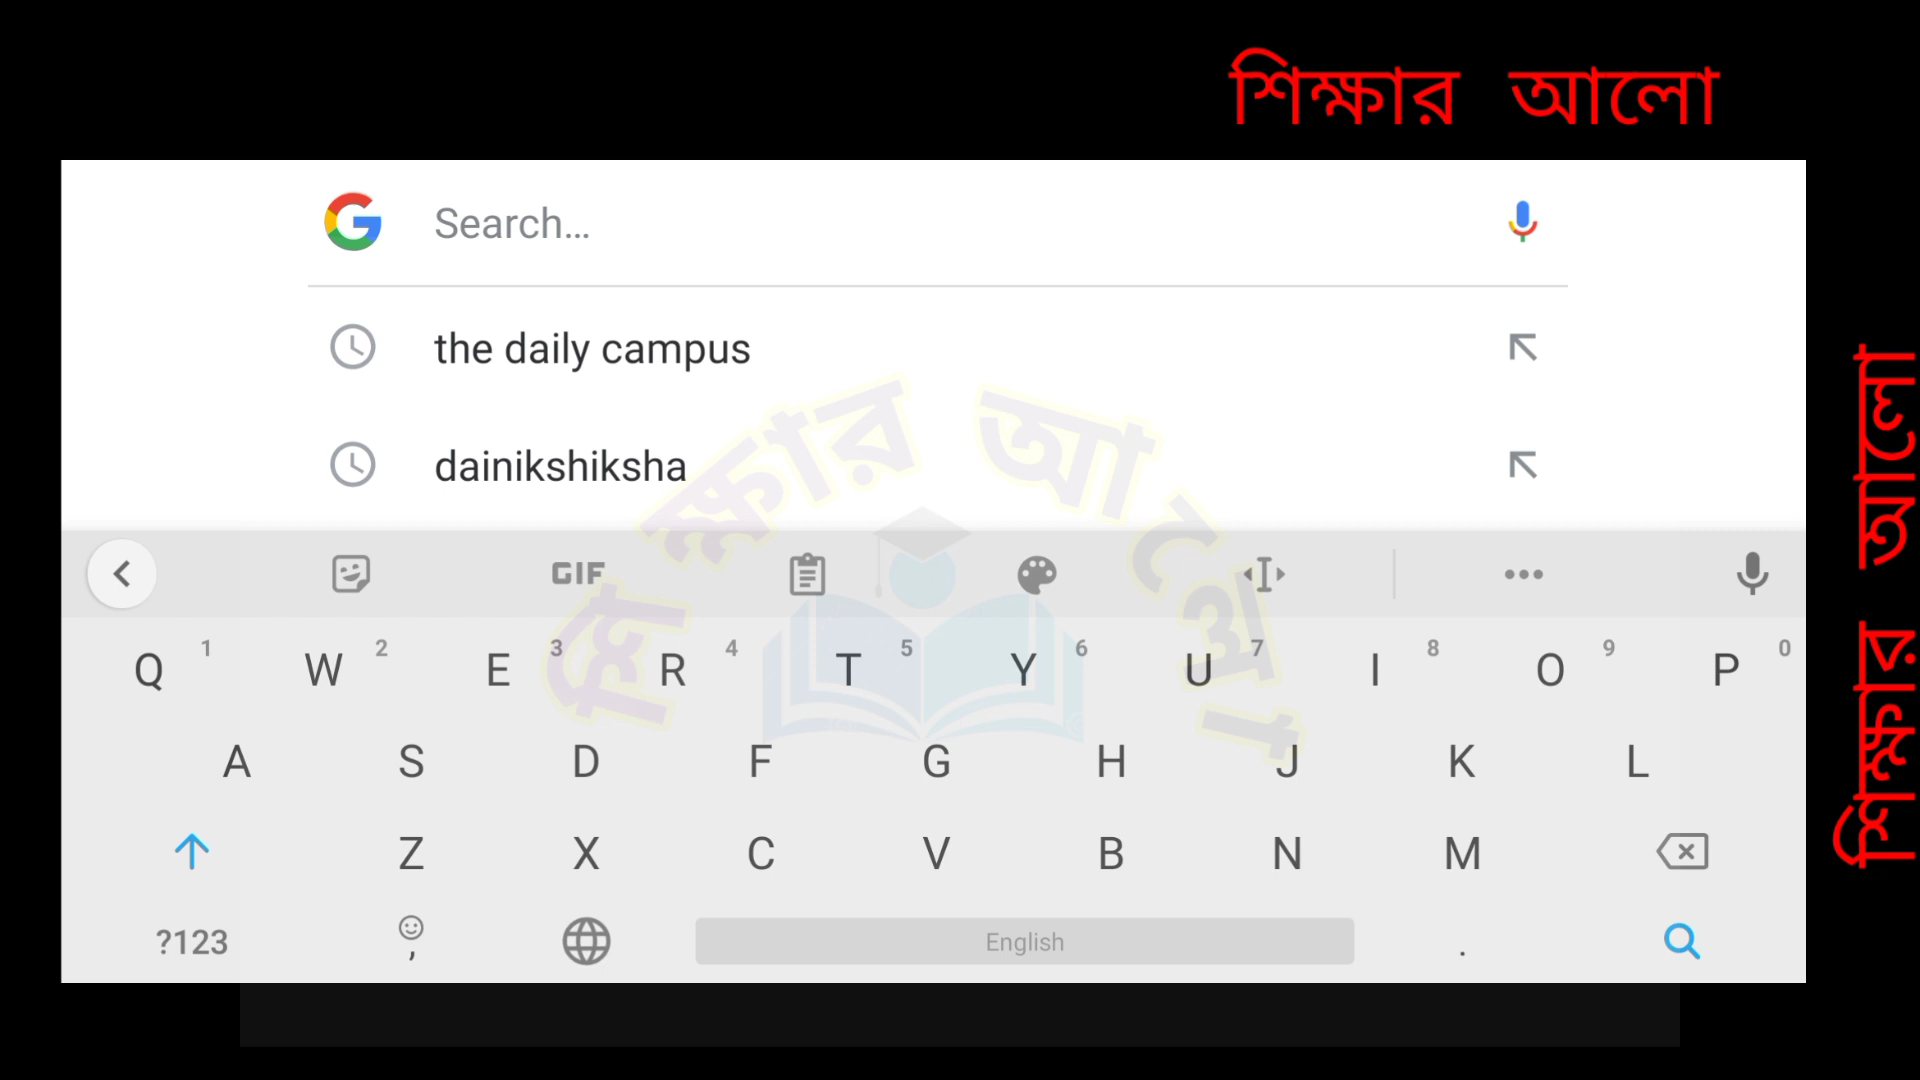 শিক্ষার আলো
Search...
the daily campus
dainikshiksha
শিক্ষার আলো
GIF
Q 1 W 2 E 3 R 4 T 5 Y 6 U 7 I 8 O 9 P 0
A S D F G H J K L
Z X C V B N M
?123 , English .
শিক্ষার আলো